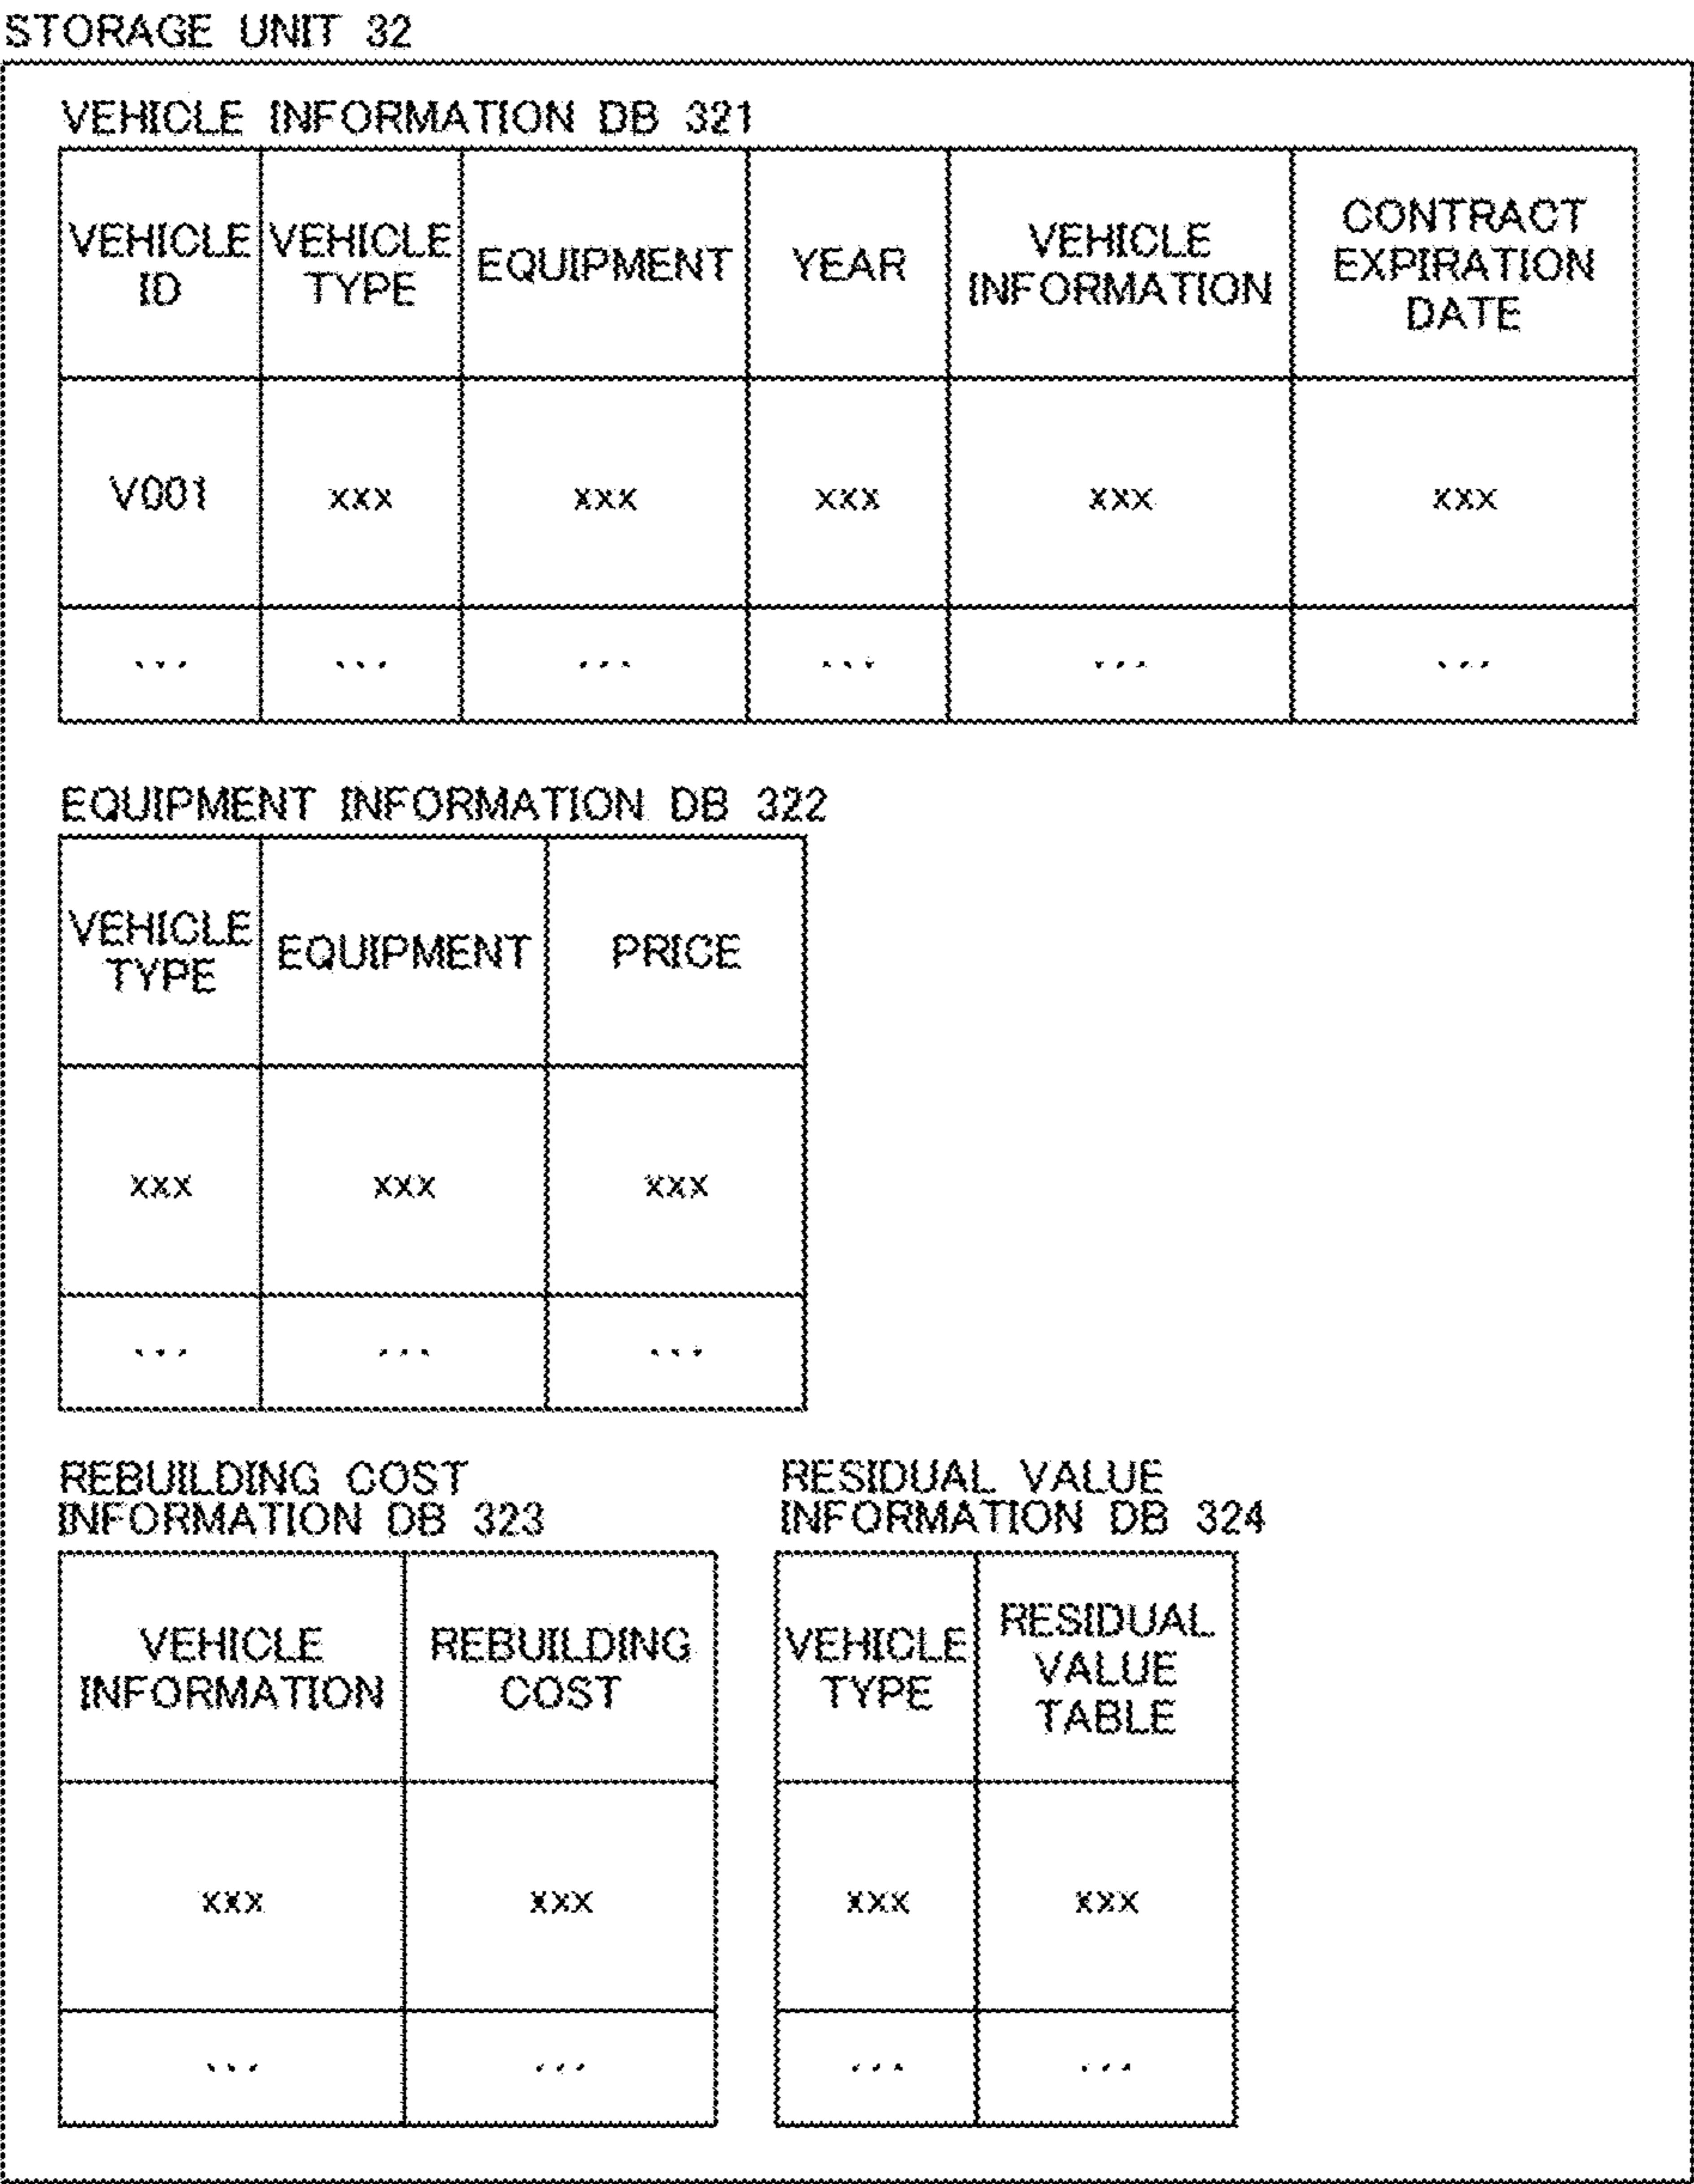 STORAGE UNIT 32
VEHICLE INFORMATION DB 321
VEHICLE
ID
VEHICLE
TYPE
EQUIPMENT
YEAR
VEHICLE
INFORMATION
CONTRACT
EXPIRATION
DATE
V001
xxx
xxx
xxx
xxx
xxx
...
...
...
...
...
...
EQUIPMENT INFORMATION DB 322
VEHICLE
TYPE
EQUIPMENT
PRICE
xxx
xxx
xxx
...
...
...
REBUILDING COST
INFORMATION DB 323
VEHICLE
INFORMATION
REBUILDING
COST
xxx
xxx
...
...
RESIDUAL VALUE
INFORMATION DB 324
VEHICLE
TYPE
RESIDUAL
VALUE
TABLE
xxx
xxx
...
...